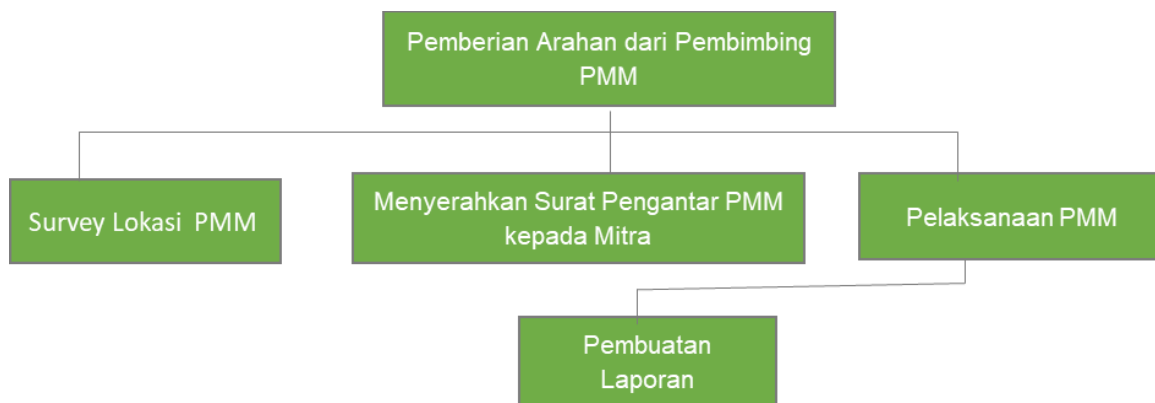 Pemberian Arahan dari Pembimbing
PMM
Survey Lokasi PMM
Menyerahkan Surat Pengantar PMM
kepada Mitra
Pelaksanaan PMM
Pembuatan
Laporan